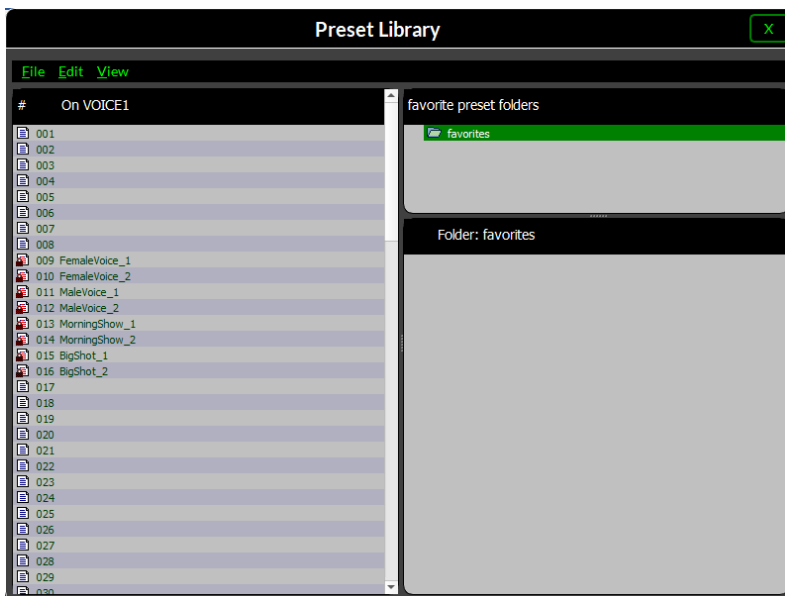 Preset Library
X
File Edit View
# On VOICE1
001
002
003
004
005
006
007
008
009 FemaleVoice_1
010 FemaleVoice_2
011 MaleVoice_1
012 MaleVoice_2
013 MorningShow_1
014 MorningShow_2
015 BigShot_1
016 BigShot_2
017
018
019
020
021
022
023
024
025
026
027
028
029
030
favorite preset folders
favorites
Folder: favorites